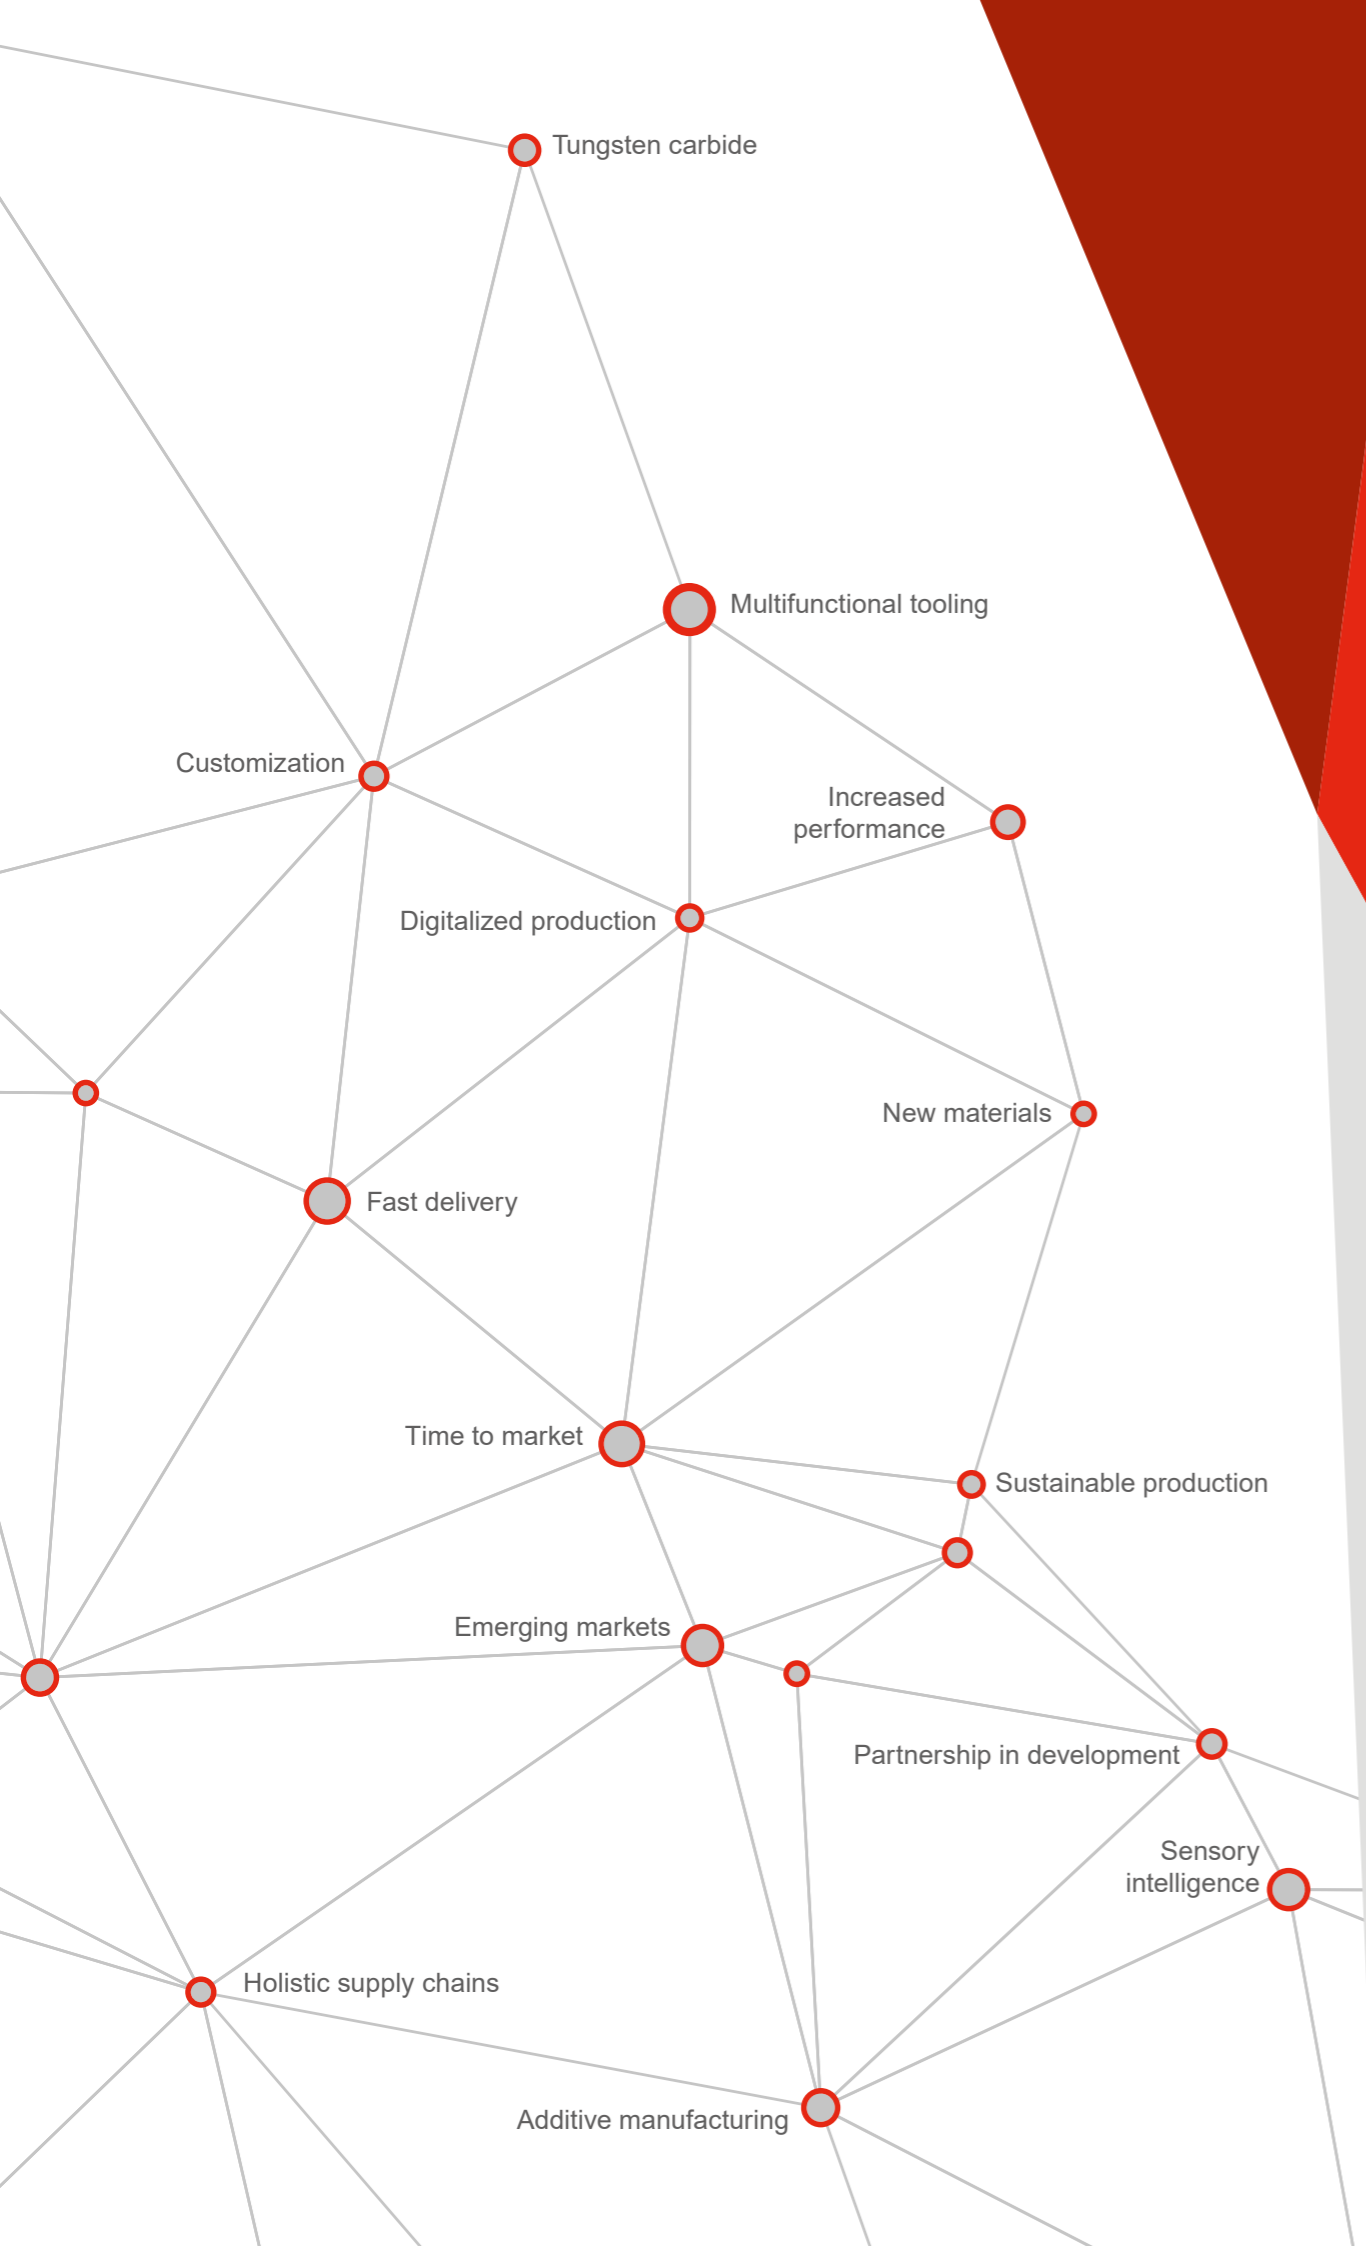 Tungsten carbide
Multifunctional tooling
Customization
Increased
performance
Digitalized production
New materials
Fast delivery
Time to market
Sustainable production
Emerging markets
Partnership in development
Sensory
intelligence
Holistic supply chains
Additive manufacturing